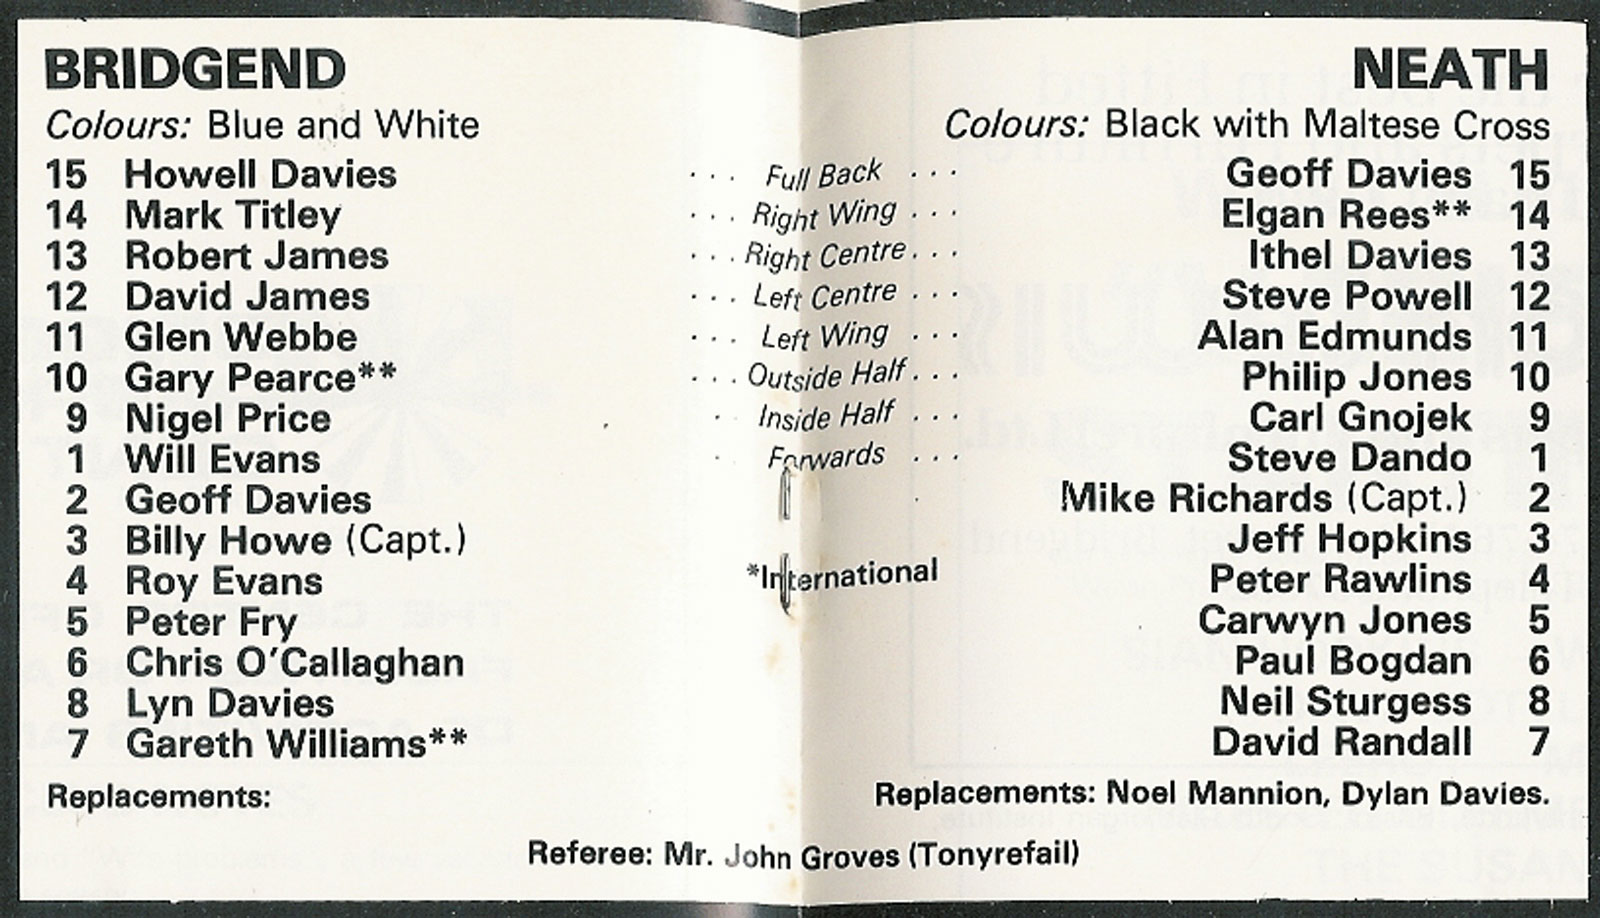 BRIDGEND NEATH
Colours: Blue and White Colours: Black with Maltese Cross
15 Howell Davies . . . Full Back . . . Geoff Davies 15
14 Mark Titley . . . Right Wing . . . Elgan Rees** 14
13 Robert James . . . Right Centre . . . Ithel Davies 13
12 David James . . . Left Centre . . . Steve Powell 12
11 Glen Webbe . . . Left Wing . . . Alan Edmunds 11
10 Gary Pearce** . . . Outside Half . . . Philip Jones 10
9 Nigel Price . . Inside Half . . . Carl Gnojek 9
1 Will Evans . . Forwards . . . Steve Dando 1
2 Geoff Davies Mike Richards (Capt.) 2
3 Billy Howe (Capt.) Jeff Hopkins 3
4 Roy Evans *International Peter Rawlins 4
5 Peter Fry Carwyn Jones 5
6 Chris O'Callaghan Paul Bogdan 6
8 Lyn Davies Neil Sturgess 8
7 Gareth Williams** David Randall 7
Replacements: Replacements: Noel Mannion, Dylan Davies.
Referee: Mr. John Groves (Tonyrefail)